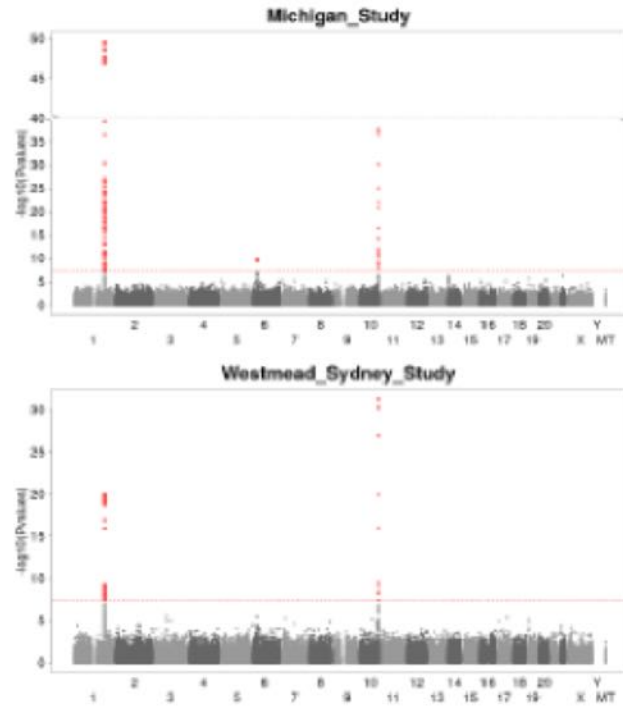 Michigan_Study
50
45
40
35
30
25
20
15
10
5
0
-log10(Pvalues)
2 4 6 8 10 12 14 16 18 20 Y
1 3 5 7 9 11 13 15 17 19 X MT
Westmead_Sydney_Study
30
25
20
15
10
5
0
-log10(Pvalues)
2 4 6 8 10 12 14 16 18 20 Y
1 3 5 7 9 11 13 15 17 19 X MT